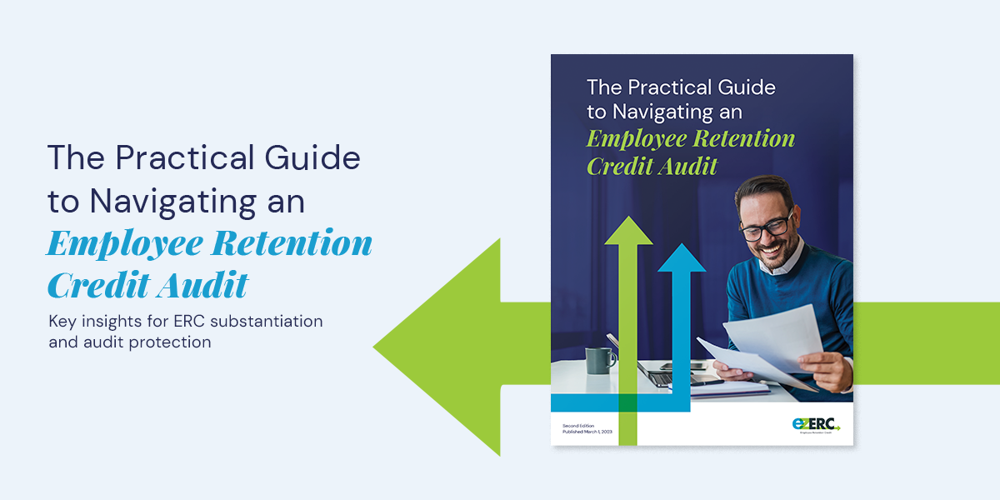 The Practical Guide
to Navigating an
Employee Retention
Credit Audit
Key insights for ERC substantiation
and audit protection
The Practical Guide
to Navigating an
Employee Retention
Credit Audit
Second Edition
Published March 1, 2023
ezERC
Employee Retention Credit